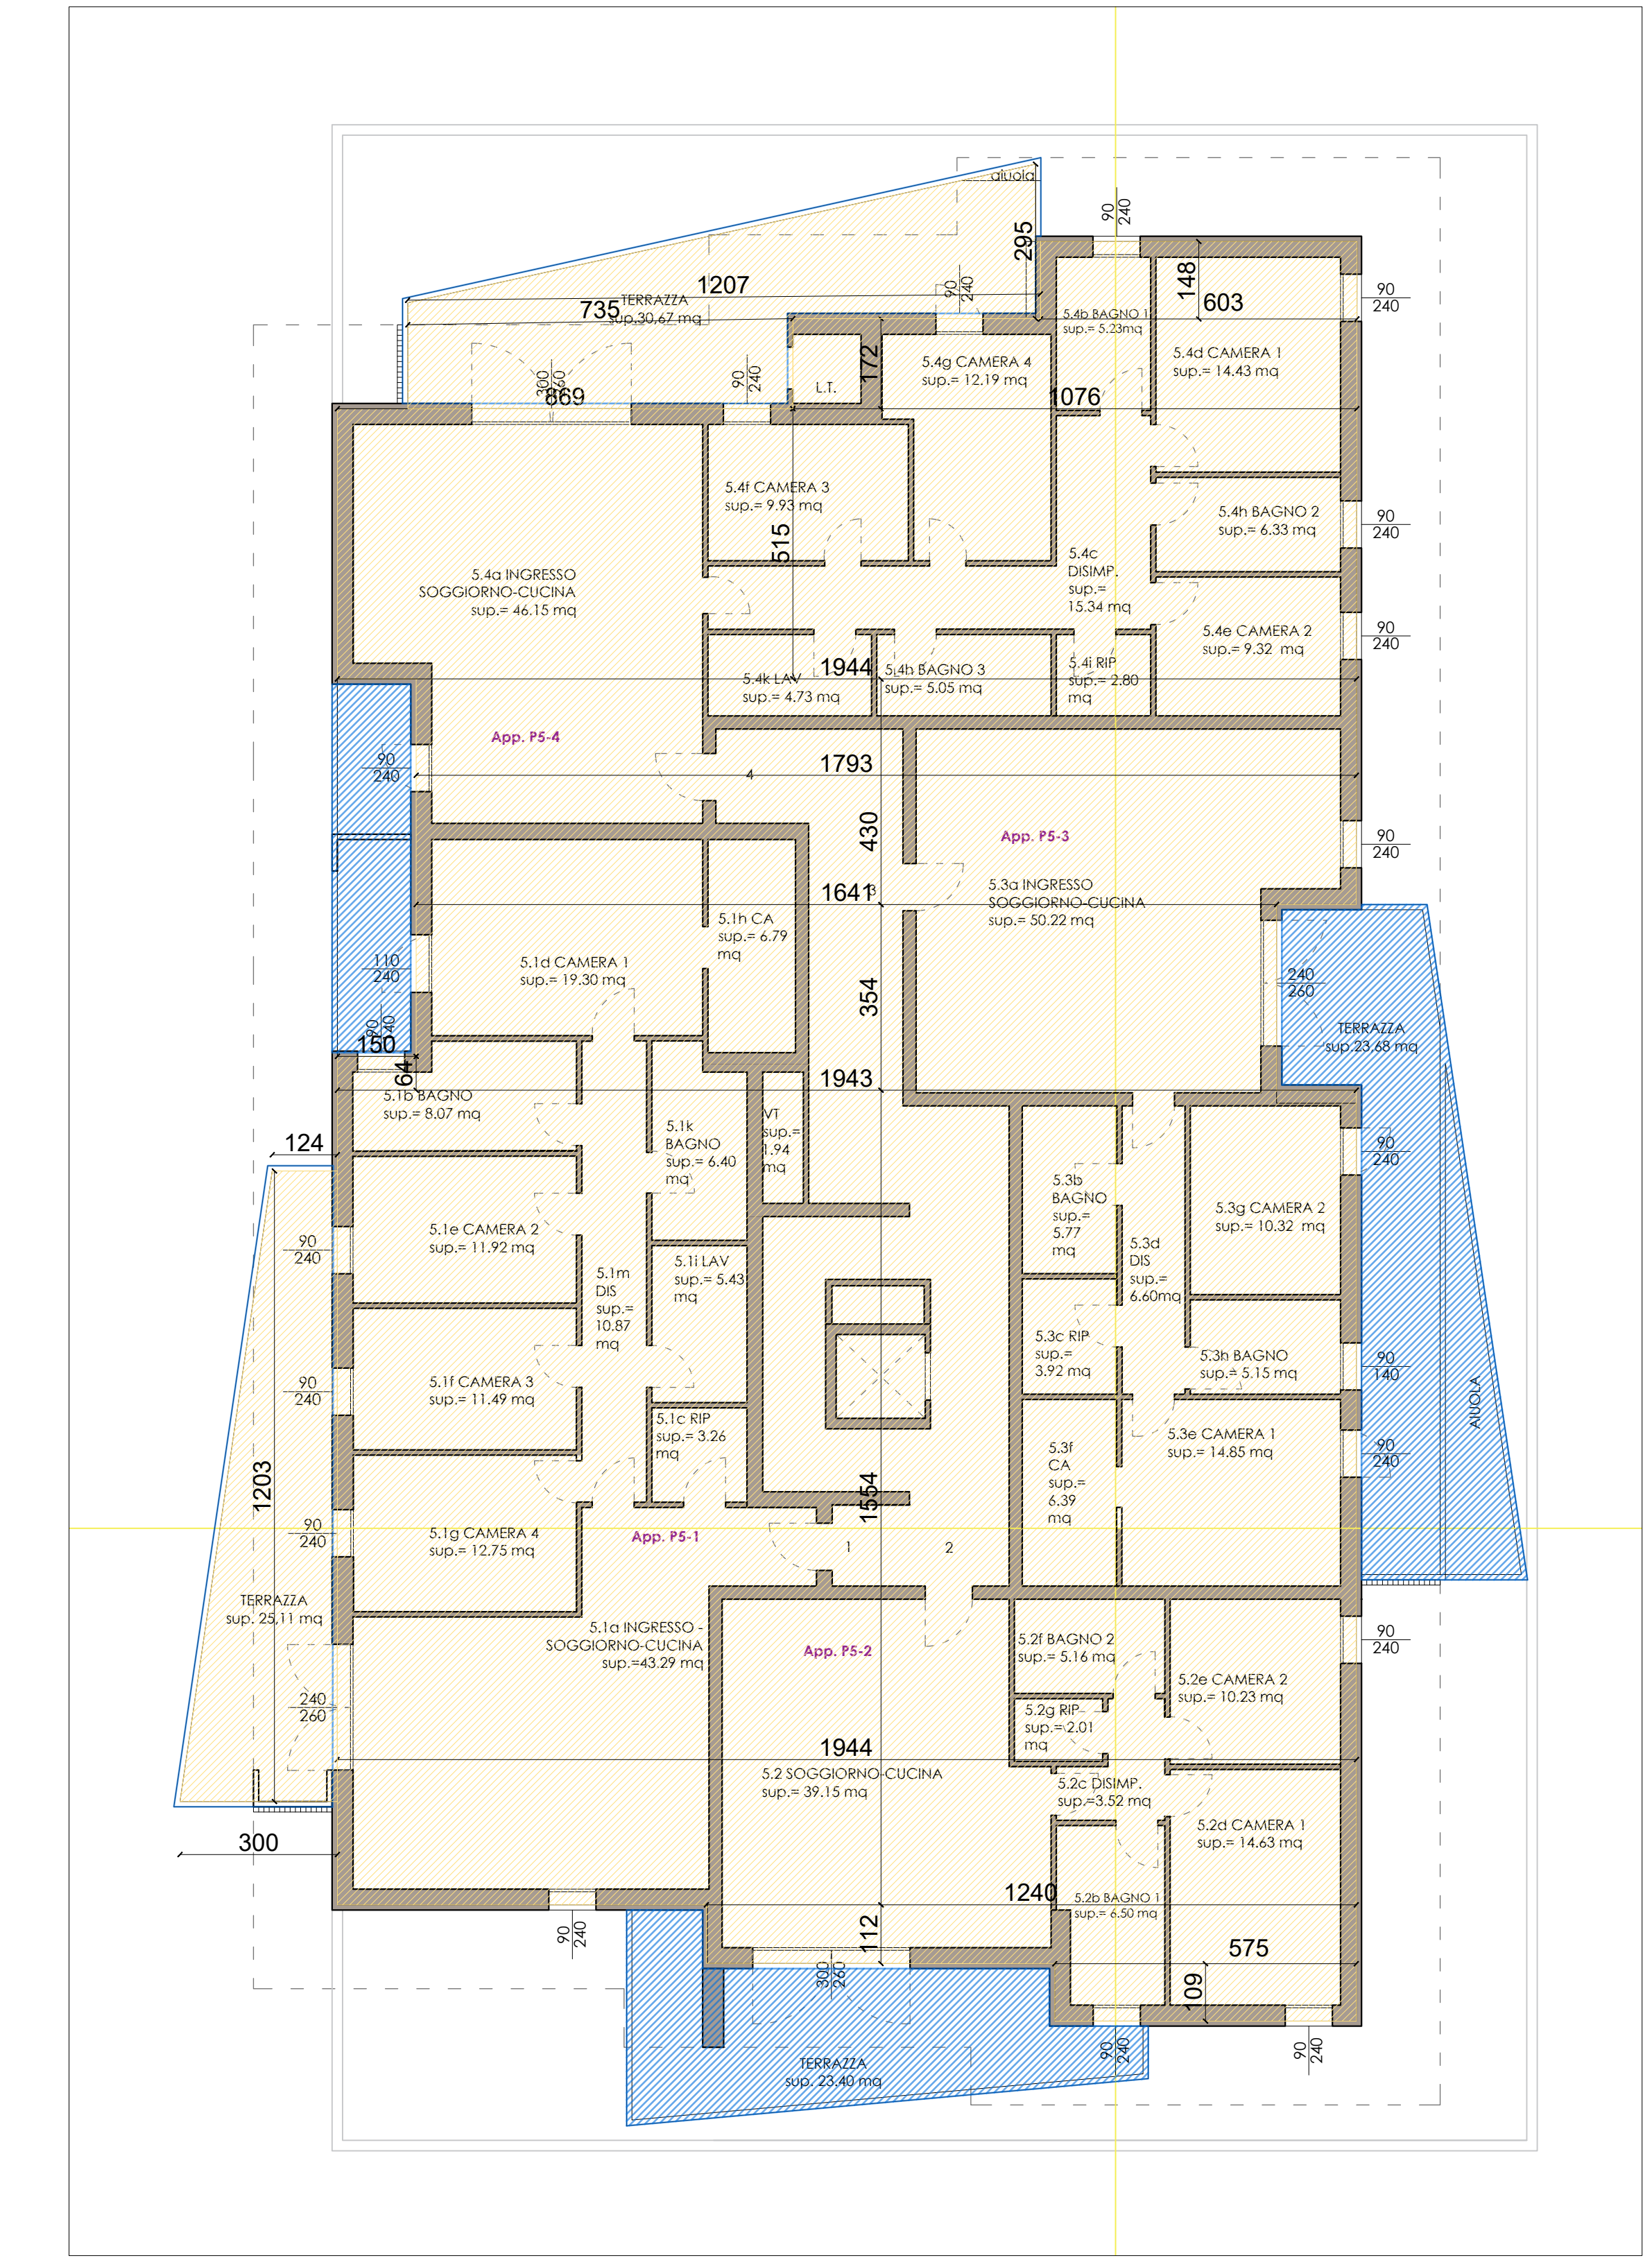 aiuola
90
240
295
148
1207
90
240
90
240
603
TERRAZZA
sup.30,67 mq
735
5.4b BAGNO 1
sup.= 5.23mq
172
5.4g CAMERA 4
sup.= 12.19 mq
5.4d CAMERA 1
sup.= 14.43 mq
300
260
869
90
240
L.T.
1076
5.4f CAMERA 3
sup.= 9.93 mq
515
5.4h BAGNO 2
sup.= 6.33 mq
90
240
5.4c
DISIMP.
sup.=
15.34 mq
5.4a INGRESSO
SOGGIORNO-CUCINA
sup.= 46.15 mq
5.4e CAMERA 2
sup.= 9.32 mq
90
240
1944
5.4k LAV
sup.= 4.73 mq
5.4h BAGNO 3
sup.= 5.05 mq
5.4i RIP
sup.= 2.80
mq
App. P5-4
90
240
4
1793
430
App. P5-3
90
240
1641
3
5.3a INGRESSO
SOGGIORNO-CUCINA
sup.= 50.22 mq
5.1h CA
sup.= 6.79
mq
5.1d CAMERA 1
sup.= 19.30 mq
110
240
354
240
260
90
240
150
64
TERRAZZA
sup.23,68 mq
1943
5.1b BAGNO
sup.= 8.07 mq
VT
sup.=
1.94
mq
5.1k
BAGNO
sup.= 6.40
mq
124
90
240
5.3b
BAGNO
sup.=
5.77
mq
5.3g CAMERA 2
sup.= 10.32 mq
5.1e CAMERA 2
sup.= 11.92 mq
90
240
5.3d
DIS
sup.=
6.60mq
5.1i LAV
sup.= 5.43
mq
5.1m
DIS
sup.=
10.87
mq
5.3c RIP
sup.=
3.92 mq
5.3h BAGNO
sup.= 5.15 mq
90
140
5.1f CAMERA 3
sup.= 11.49 mq
90
240
AIUOLA
5.1c RIP
sup.= 3.26
mq
5.3e CAMERA 1
sup.= 14.85 mq
90
240
5.3f
CA
sup.=
6.39
mq
1203
1554
5.1g CAMERA 4
sup.= 12.75 mq
90
240
App. P5-1
1
2
TERRAZZA
sup. 25,11 mq
5.1a INGRESSO -
SOGGIORNO-CUCINA
sup.=43.29 mq
App. P5-2
5.2f BAGNO 2
sup.= 5.16 mq
90
240
5.2e CAMERA 2
sup.= 10.23 mq
240
260
5.2g RIP
sup.= 2.01
mq
1944
5.2 SOGGIORNO-CUCINA
sup.= 39.15 mq
5.2c DISIMP.
sup.=3.52 mq
5.2d CAMERA 1
sup.= 14.63 mq
300
1240
5.2b BAGNO 1
sup.= 6.50 mq
112
90
240
575
300
260
109
90
240
90
240
TERRAZZA
sup. 23.40 mq